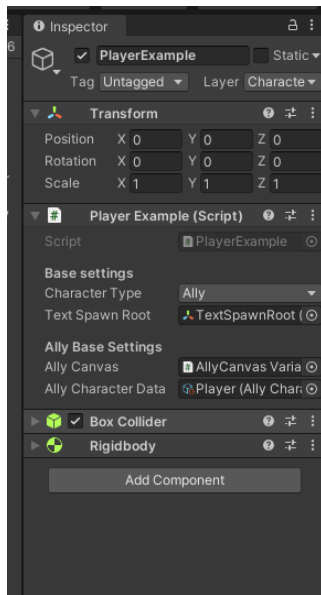 Inspector
PlayerExample Static
Tag Untagged Layer Characte
Transform
Position X 0 Y 0 Z 0
Rotation X 0 Y 0 Z 0
Scale X 1 Y 1 Z 1
# Player Example (Script)
Script # PlayerExample
Base settings
Character Type Ally
Text Spawn Root TextSpawnRoot (
Ally Base Settings
Ally Canvas # AllyCanvas Varia
Ally Character Data Player (Ally Chara
Box Collider
Rigidbody
Add Component